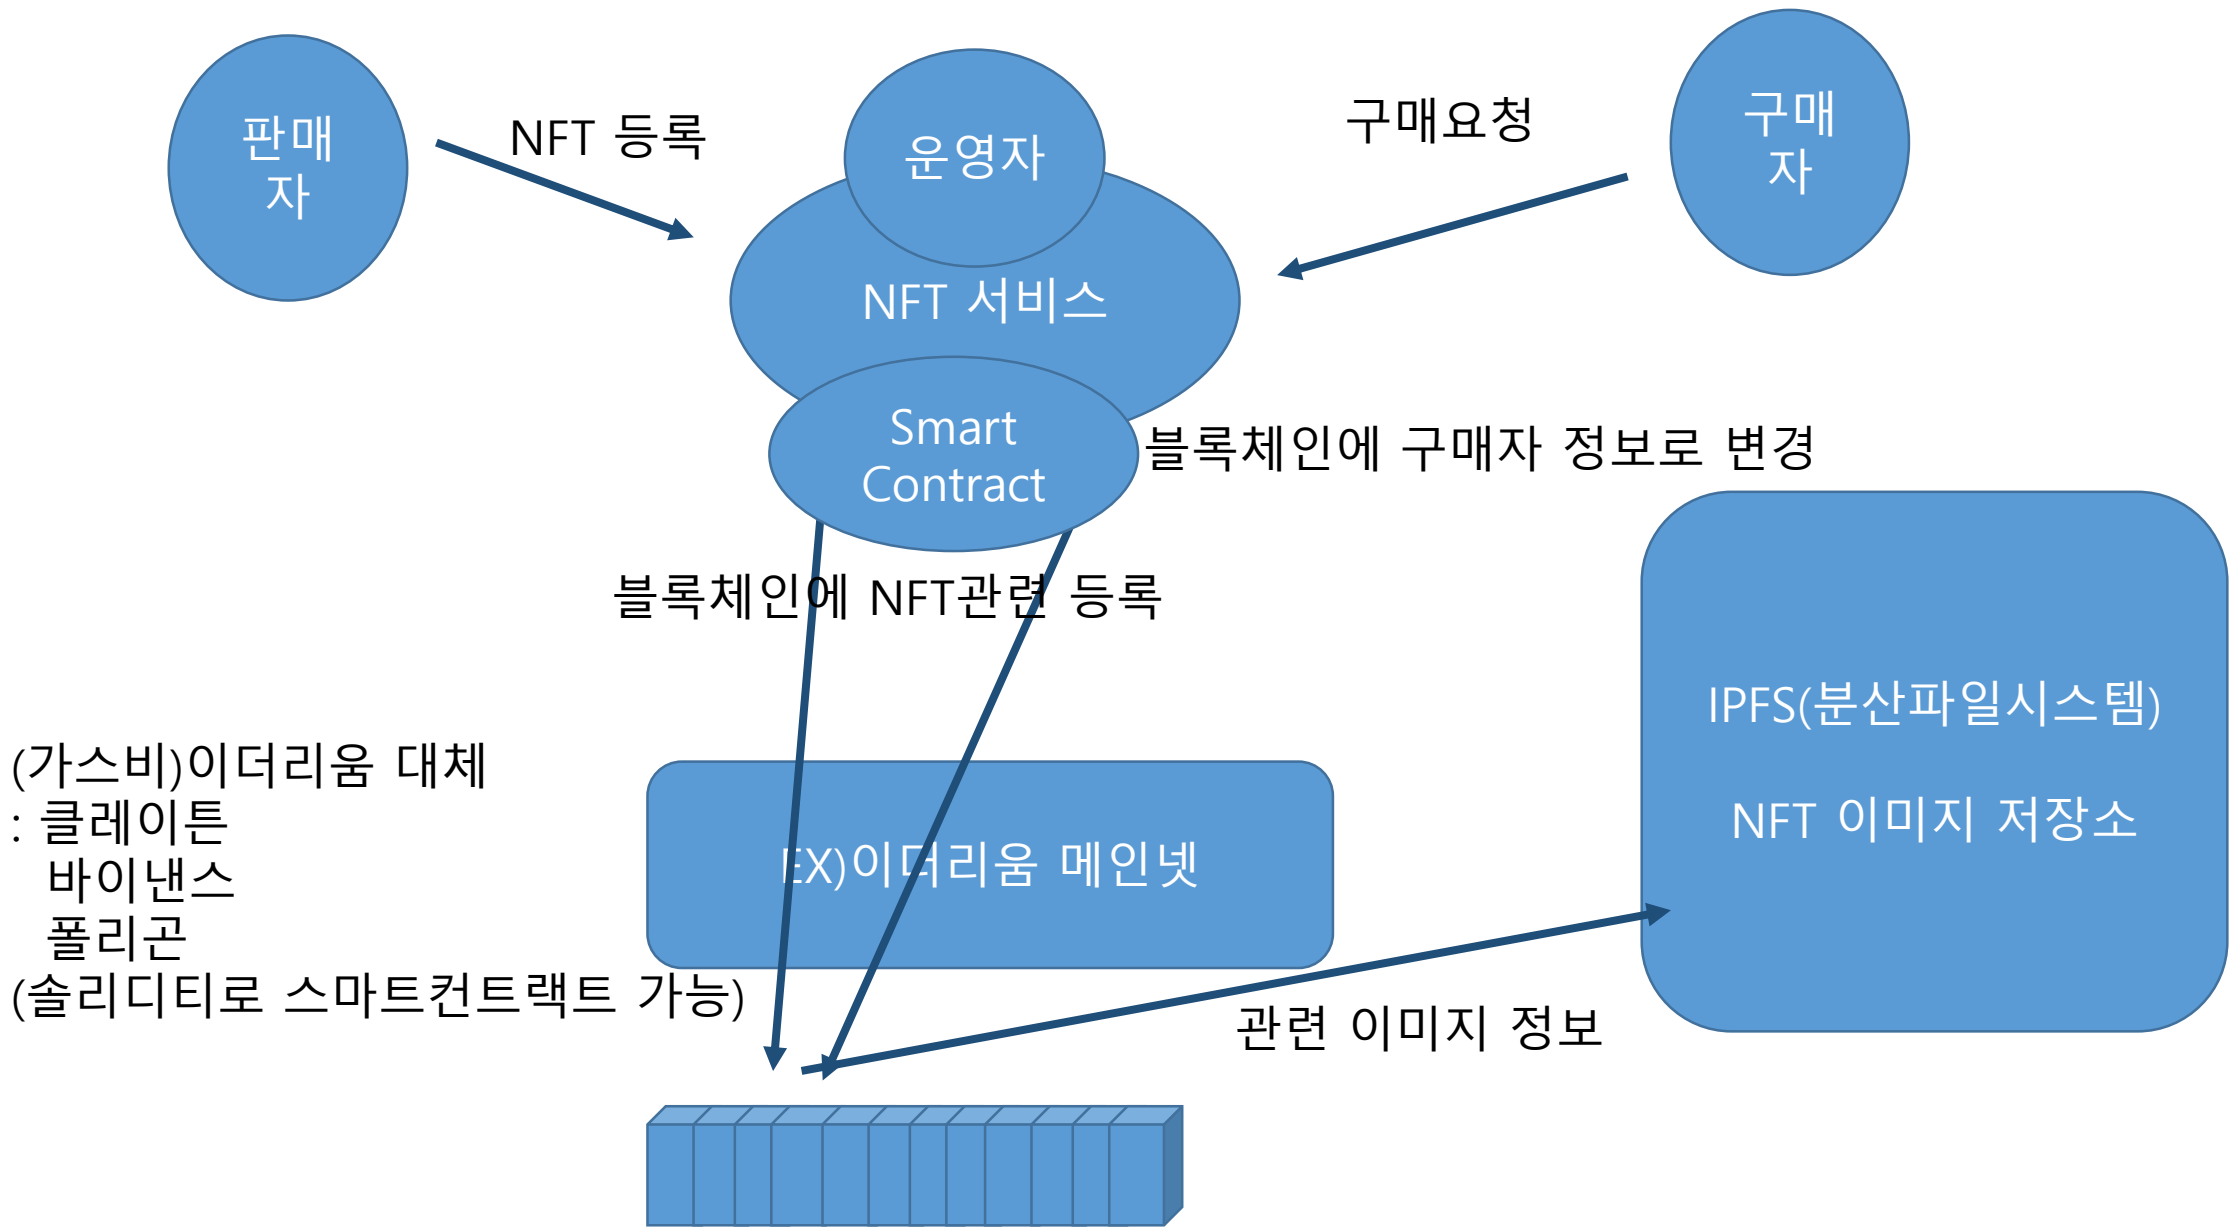 판매
자
NFT 등록
운영자
구매요청
구매
자
NFT 서비스
Smart
Contract
블록체인에 구매자 정보로 변경
블록체인에 NFT관련 등록
IPFS(분산파일시스템)
NFT 이미지 저장소
(가스비)이더리움 대체
: 클레이튼
바이낸스
폴리곤
(솔리디티로 스마트컨트랙트 가능)
EX)이더리움 메인넷
관련 이미지 정보